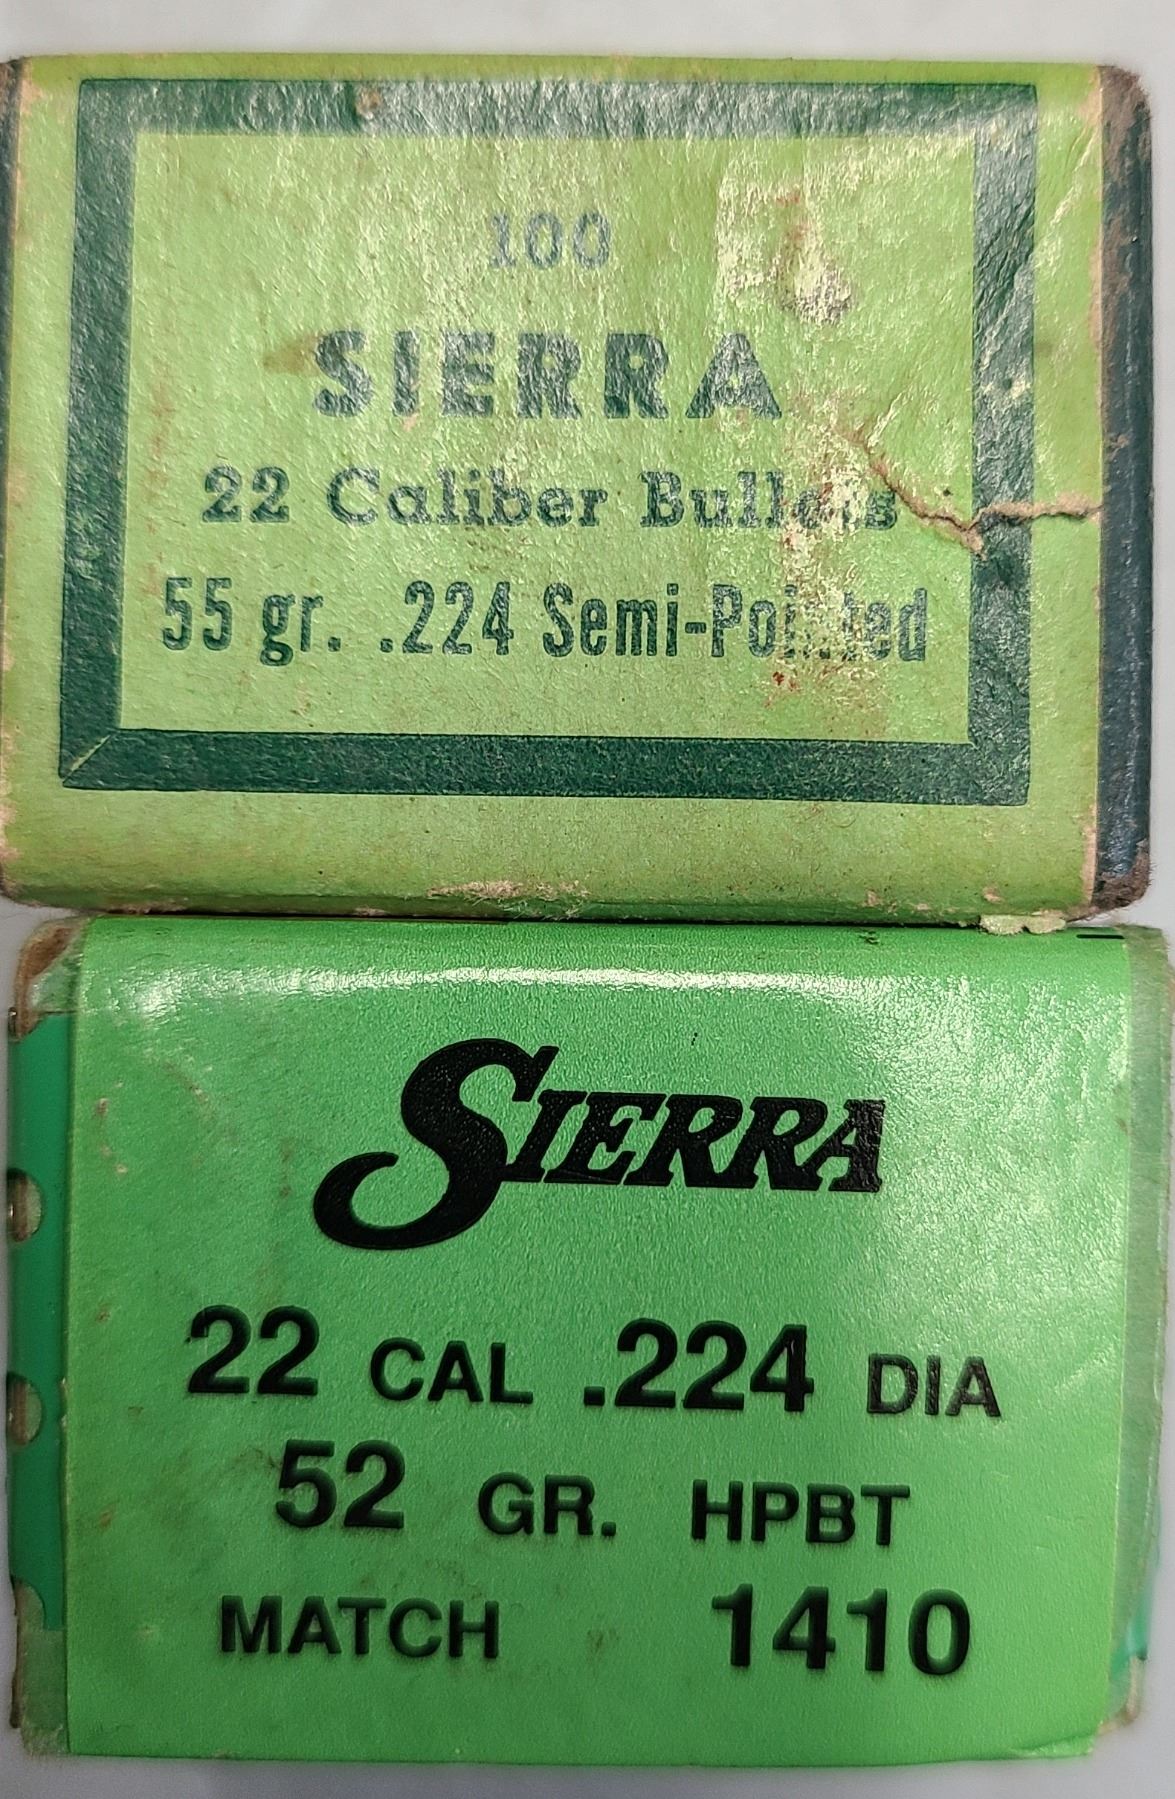 100
SIERRA
22 Caliber Bullets
55 gr. .224 Semi-Pointed
SIERRA
22 CAL .224 DIA
52 GR. HPBT
MATCH 1410